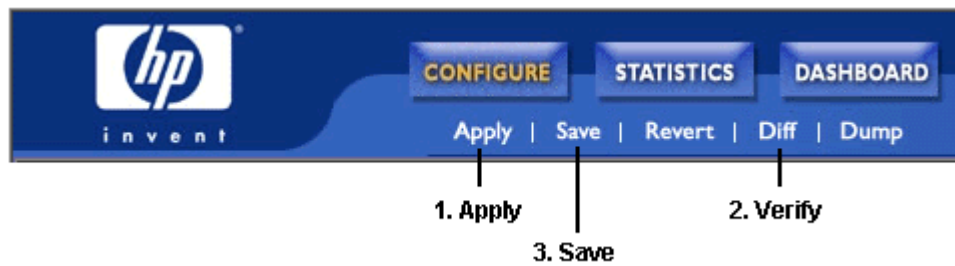 hp
invent
CONFIGURE STATISTICS DASHBOARD
Apply | Save | Revert | Diff | Dump
1. Apply 2. Verify
3. Save